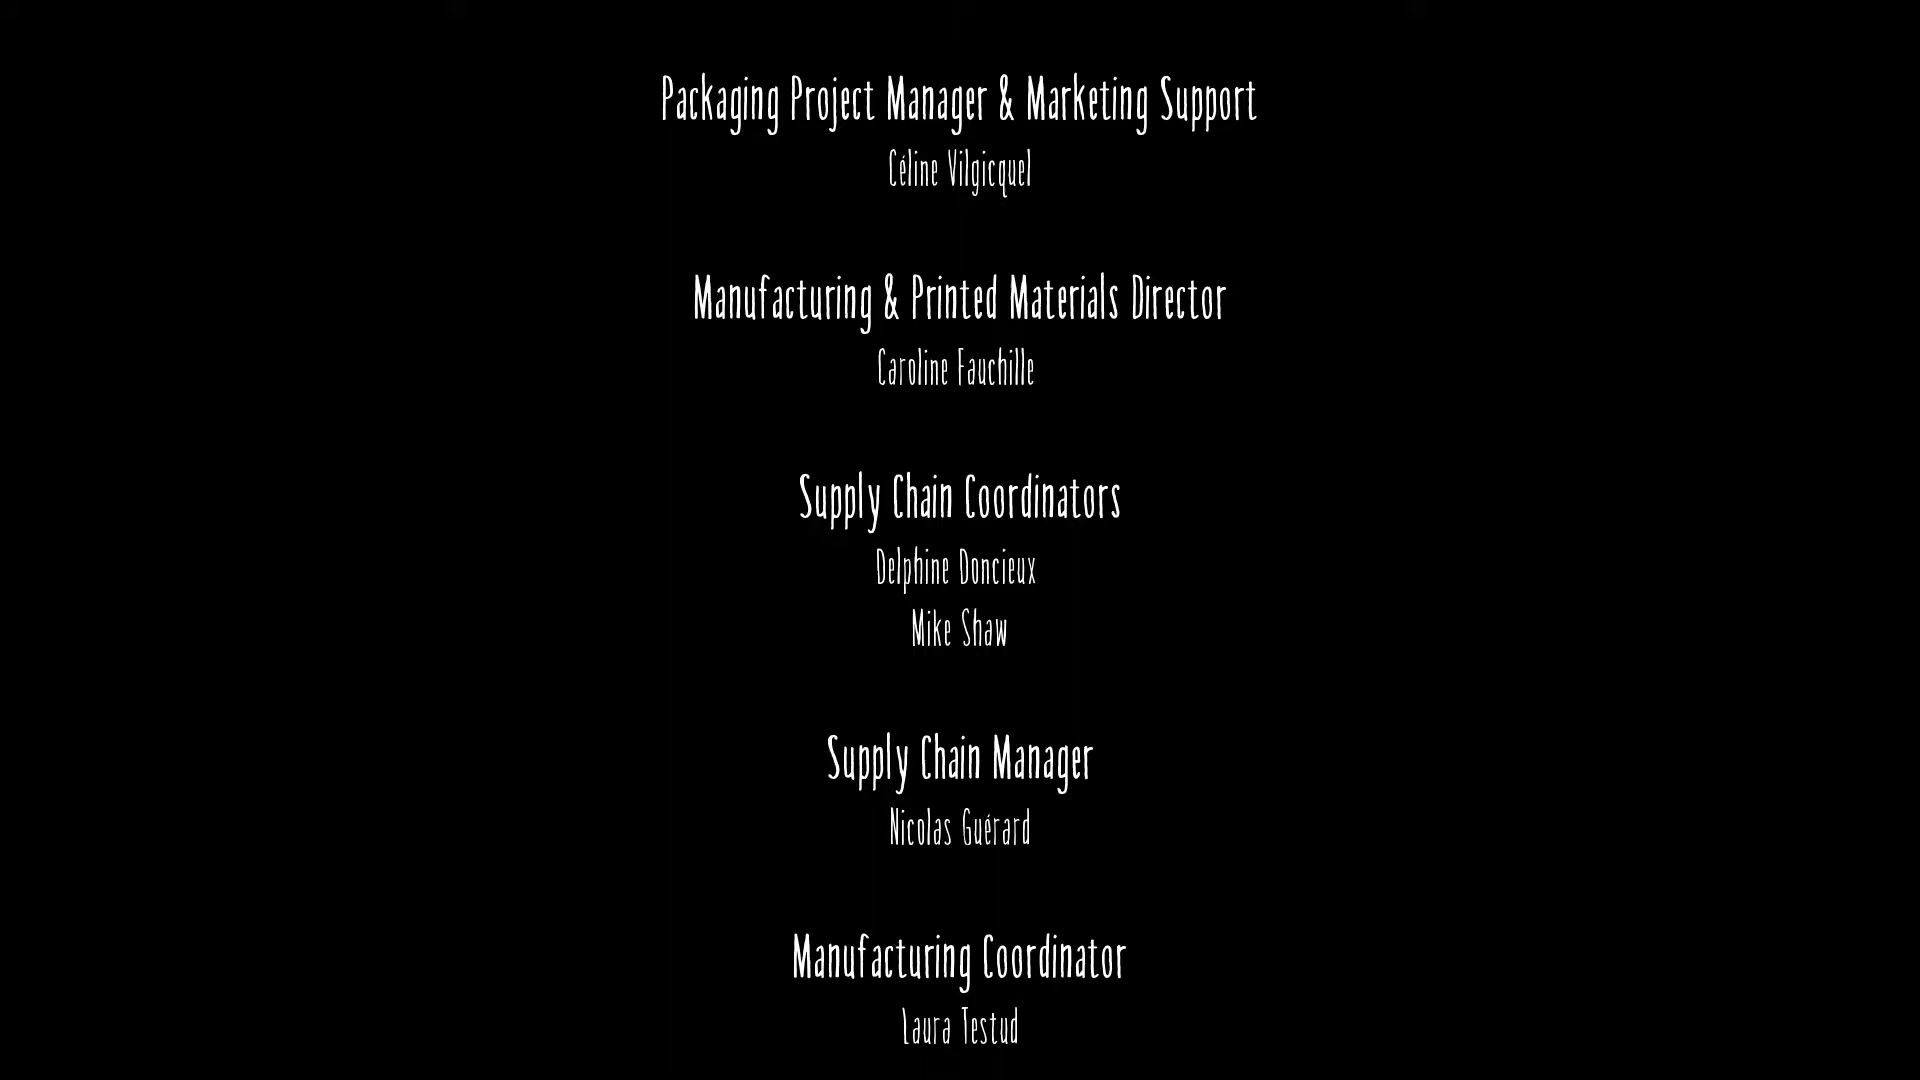 Packaging Project Manager & Marketing Support
Céline Vilgicquel
Manufacturing & Printed Materials Director
Caroline Fauchille
Supply Chain Coordinators
Delphine Doncieux
Mike Shaw
Supply Chain Manager
Nicolas Guérard
Manufacturing Coordinator
Laura Testud